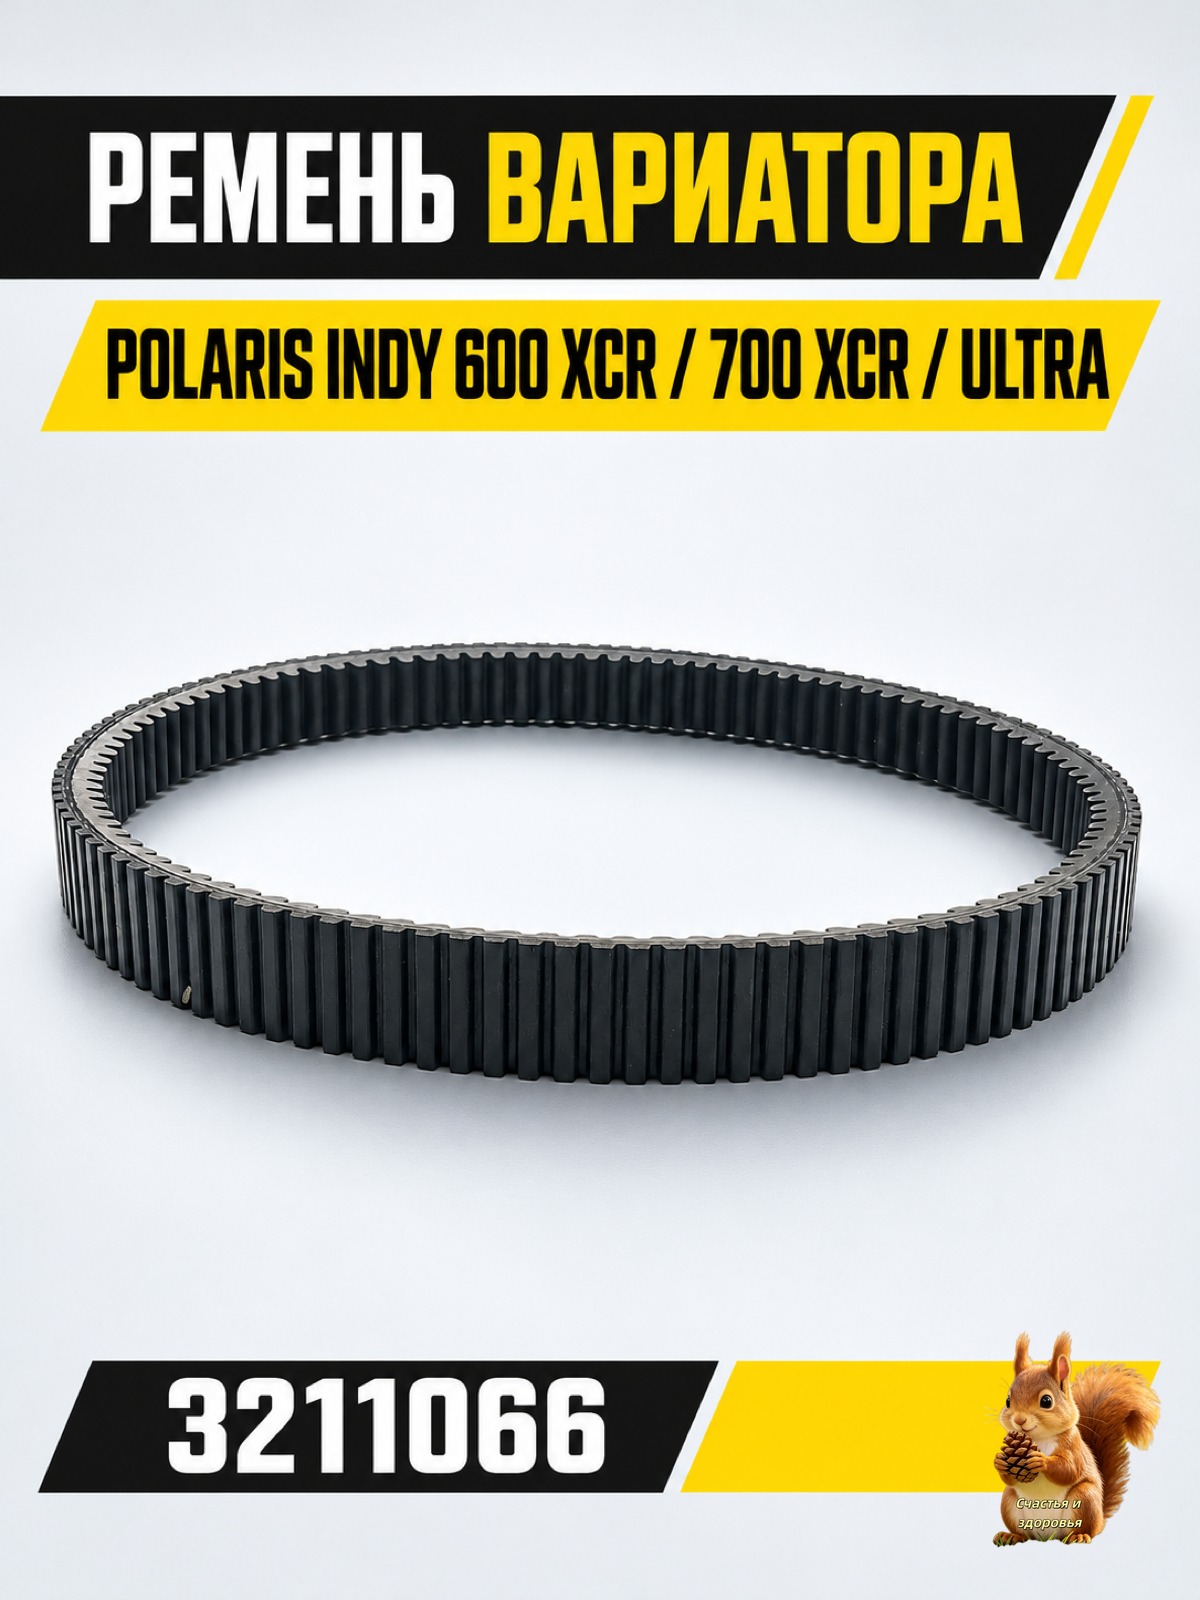 РЕМЕНЬ ВАРИАТОРА
POLARIS INDY 600 XCR / 700 XCR / ULTRA
3211066
Счастья и
здоровья